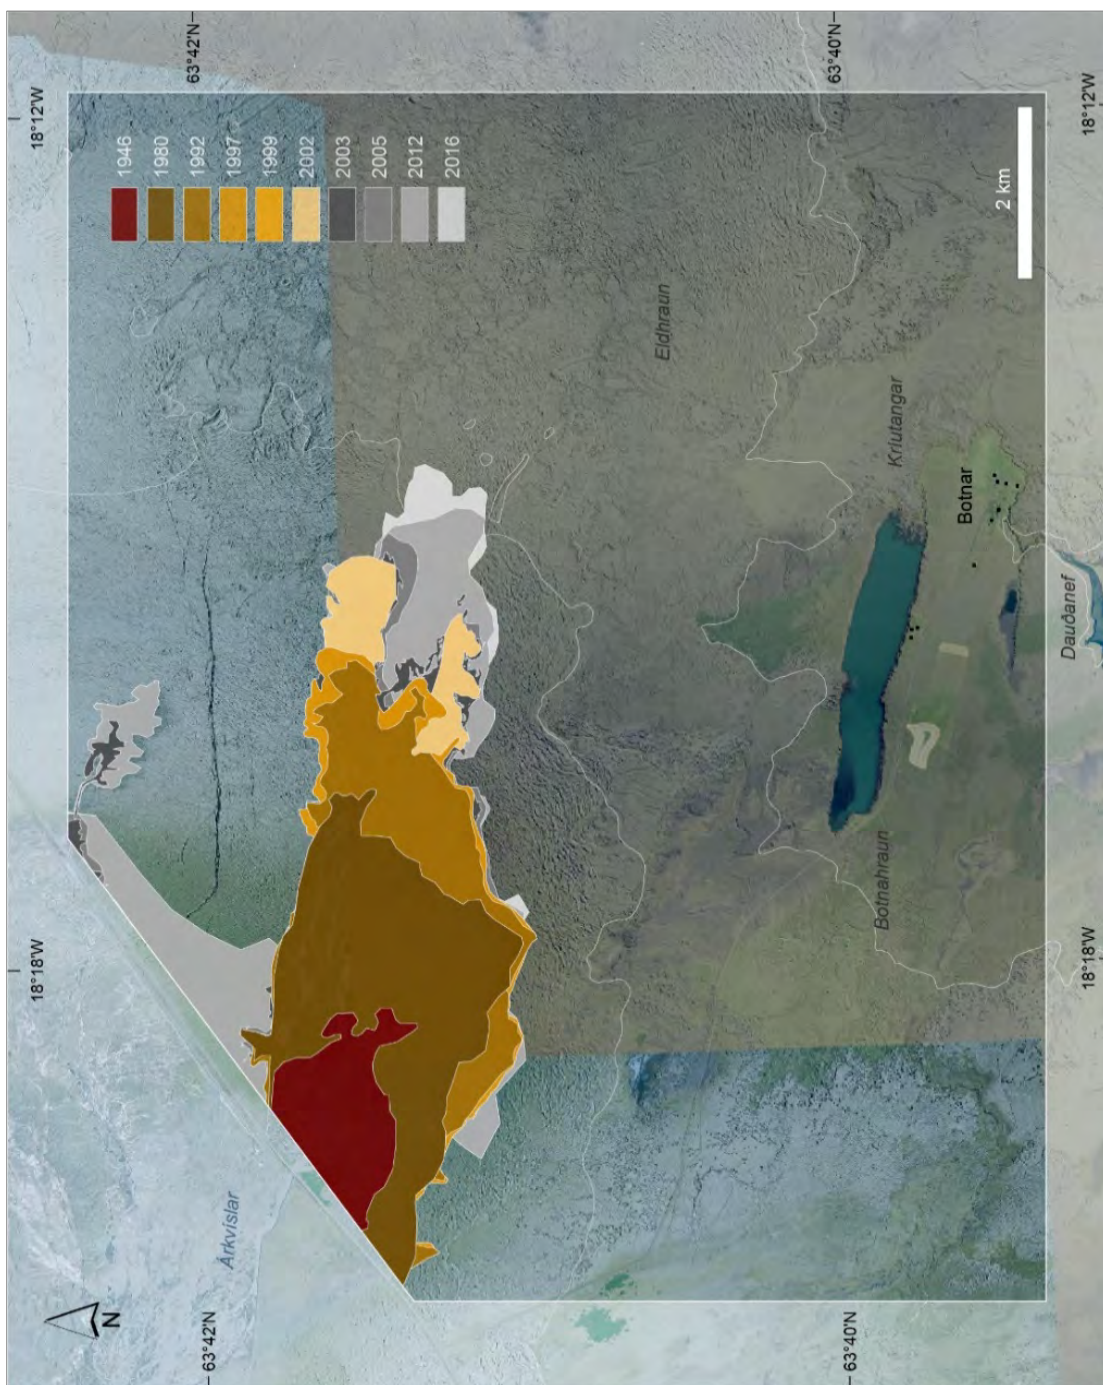 63°42'N
63°40'N
18°12'W
18°12'W
1946
1980
1992
1997
1999
2002
2003
2005
2012
2016
2 km
Eldhraun
Kriutangar
Botnar
Dauðanef
Botnahraun
18°18'W
18°18'W
Árkvíslar
N
63°42'N
63°40'N